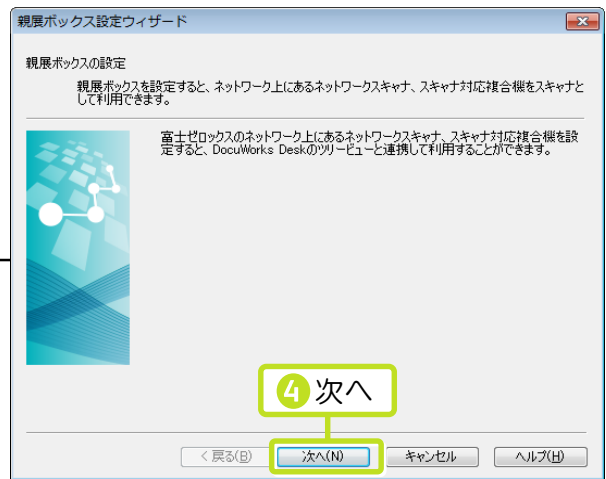 親展ボックス設定ウィザード
親展ボックスの設定
親展ボックスを設定すると、ネットワーク上にあるネットワークスキャナ、スキャナ対応複合機をスキャナと
して利用できます。
富士ゼロックスのネットワーク上にあるネットワークスキャナ、スキャナ対応複合機を設
定すると、DocuWorks Deskのツリービューと連携して利用することができます。
4 次へ
< 戻る(B) 次へ(N) キャンセル ヘルプ(H)